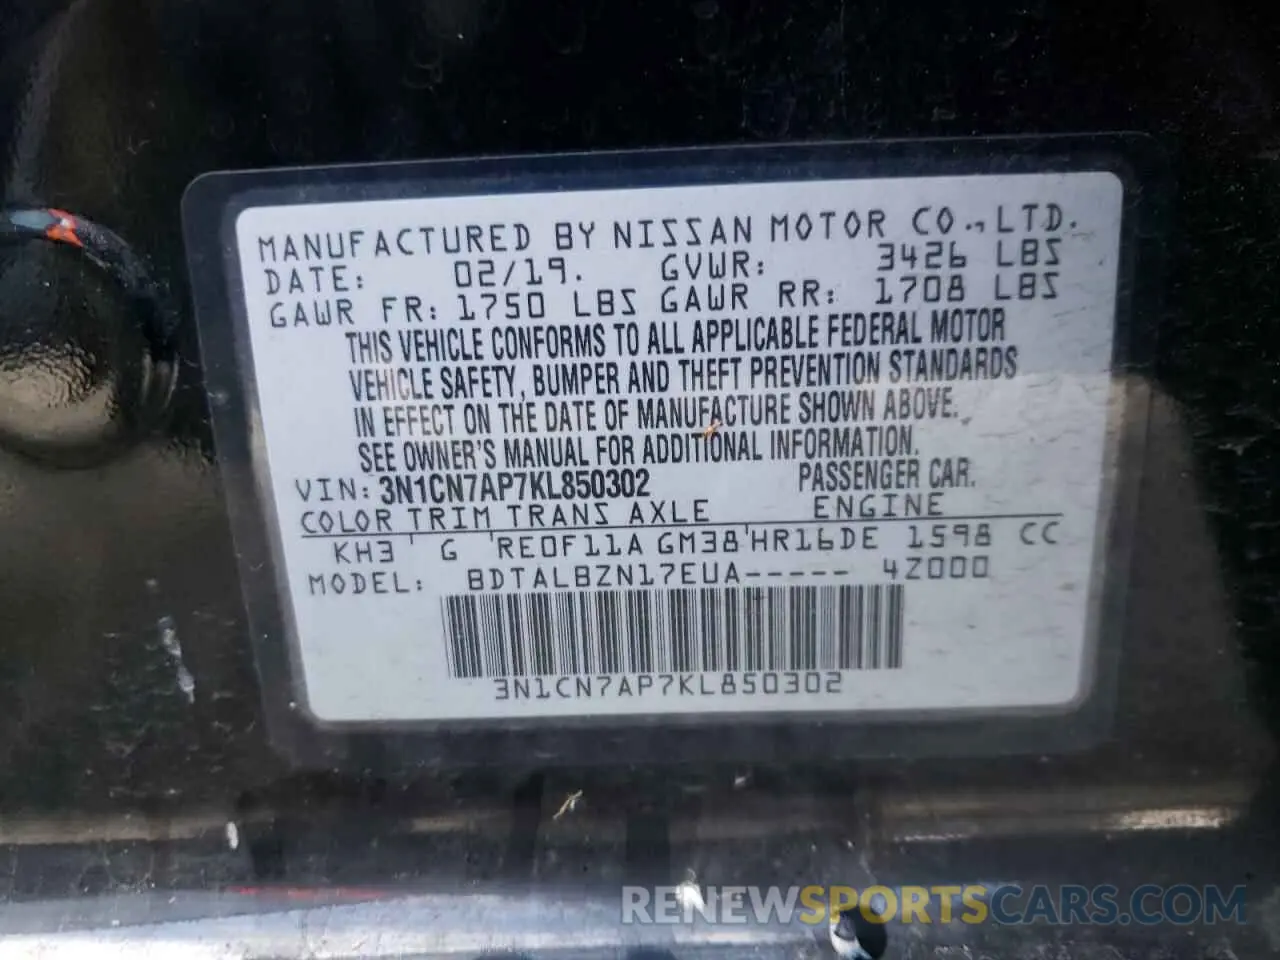 MANUFACTURED BY NISSAN MOTOR CO., LTD.
DATE: 02/19. GVWR: 3426 LBS
GAWR FR: 1750 LBS GAWR RR: 1708 LBS
THIS VEHICLE CONFORMS TO ALL APPLICABLE FEDERAL MOTOR
VEHICLE SAFETY, BUMPER AND THEFT PREVENTION STANDARDS
IN EFFECT ON THE DATE OF MANUFACTURE SHOWN ABOVE.
SEE OWNER'S MANUAL FOR ADDITIONAL INFORMATION.
VIN: 3N1CN7AP7KL850302 PASSENGER CAR.
COLOR TRIM TRANS AXLE ENGINE
KH3 G RE0F11A GM38 HR16DE 1598 CC
MODEL: BDTALBZN17EUA----- 4Z000
3N1CN7AP7KL850302
RENEWSPORTSCARS.COM